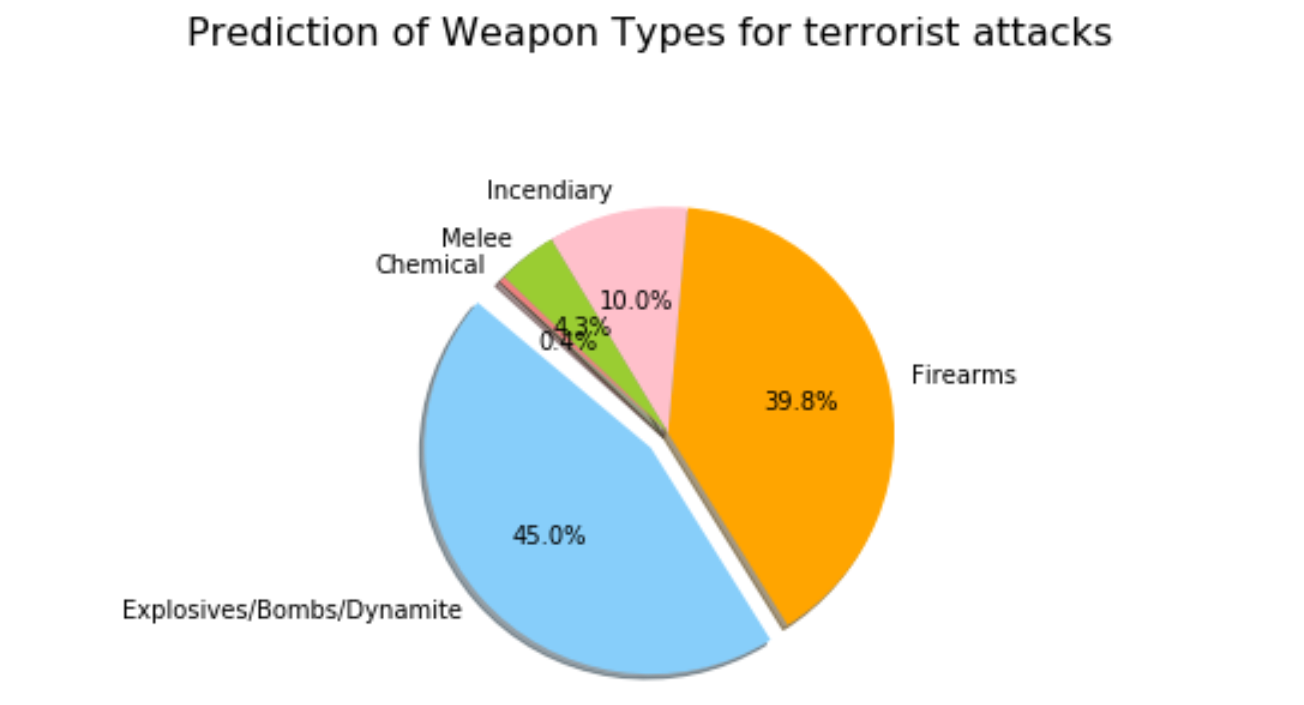 Prediction of Weapon Types for terrorist attacks
Incendiary
Melee
Chemical
10.0%
4.3%
0.4%
Firearms
39.8%
45.0%
Explosives/Bombs/Dynamite